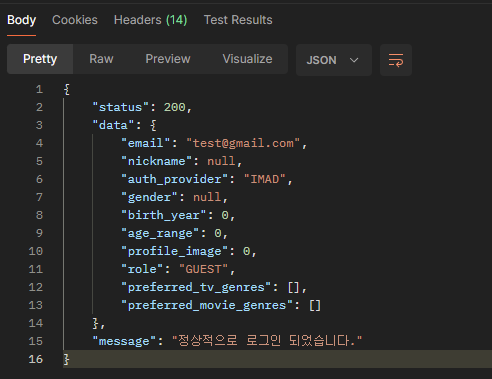 Body Cookies Headers (14) Test Results
Pretty Raw Preview Visualize JSON
1 {
2 "status": 200,
3 "data": {
4 "email": "test@gmail.com",
5 "nickname": null,
6 "auth_provider": "IMAD",
7 "gender": null,
8 "birth_year": 0,
9 "age_range": 0,
10 "profile_image": 0,
11 "role": "GUEST",
12 "preferred_tv_genres": [],
13 "preferred_movie_genres": []
14 },
15 "message": "정상적으로 로그인 되었습니다."
16 }